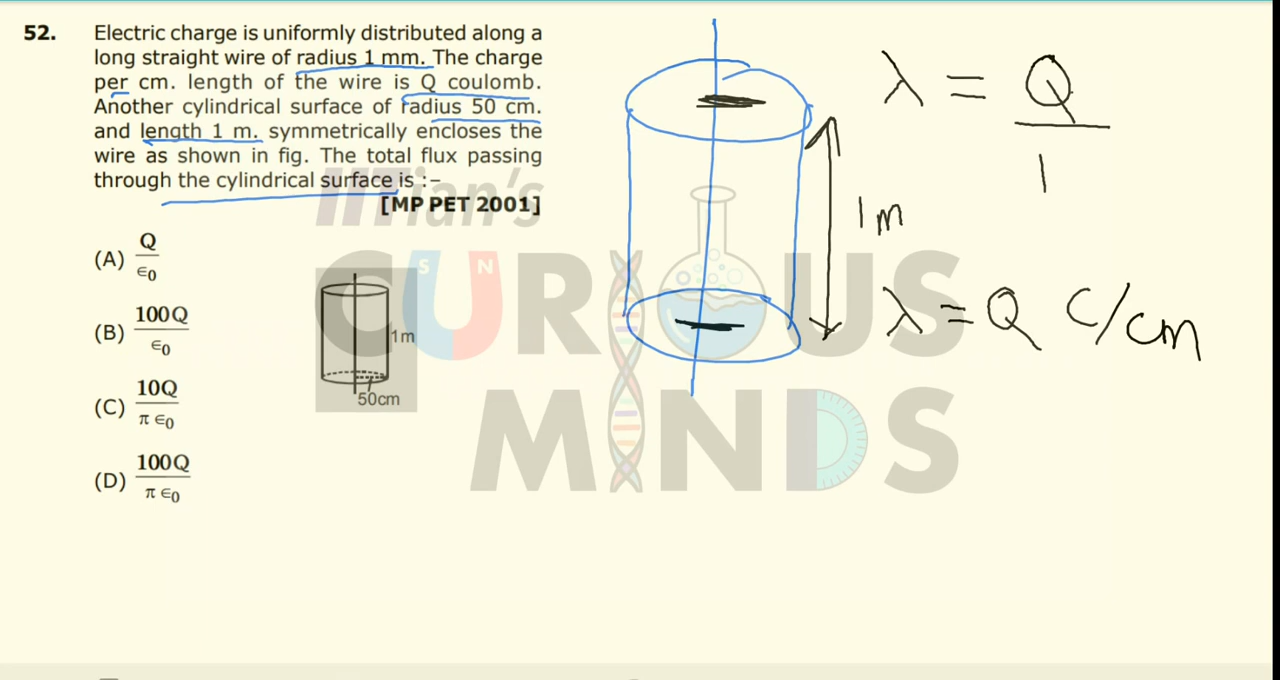 52. Electric charge is uniformly distributed along a
long straight wire of radius 1 mm. The charge
per cm. length of the wire is Q coulomb.
Another cylindrical surface of radius 50 cm.
and length 1 m. symmetrically encloses the
wire as shown in fig. The total flux passing
through the cylindrical surface is :–
[MP PET 2001]
(A) Q/∈0
(B) 100Q/∈0
(C) 10Q/π∈0
(D) 100Q/π∈0
1m
50cm
λ = Q/1
1m
λ = Q C/cm
IITian's
CURIOUS
S N
MINDS